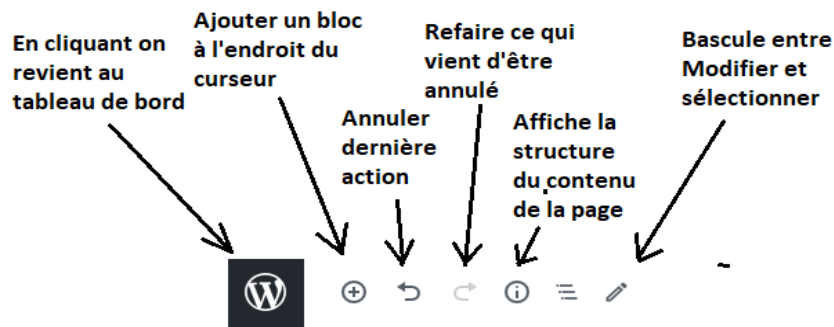 En cliquant on
revient au
tableau de bord
Ajouter un bloc
à l'endroit du
curseur
Annuler
dernière
action
Refaire ce qui
vient d'être
annulé
Affiche la
structure
du contenu
de la page
Bascule entre
Modifier et
sélectionner